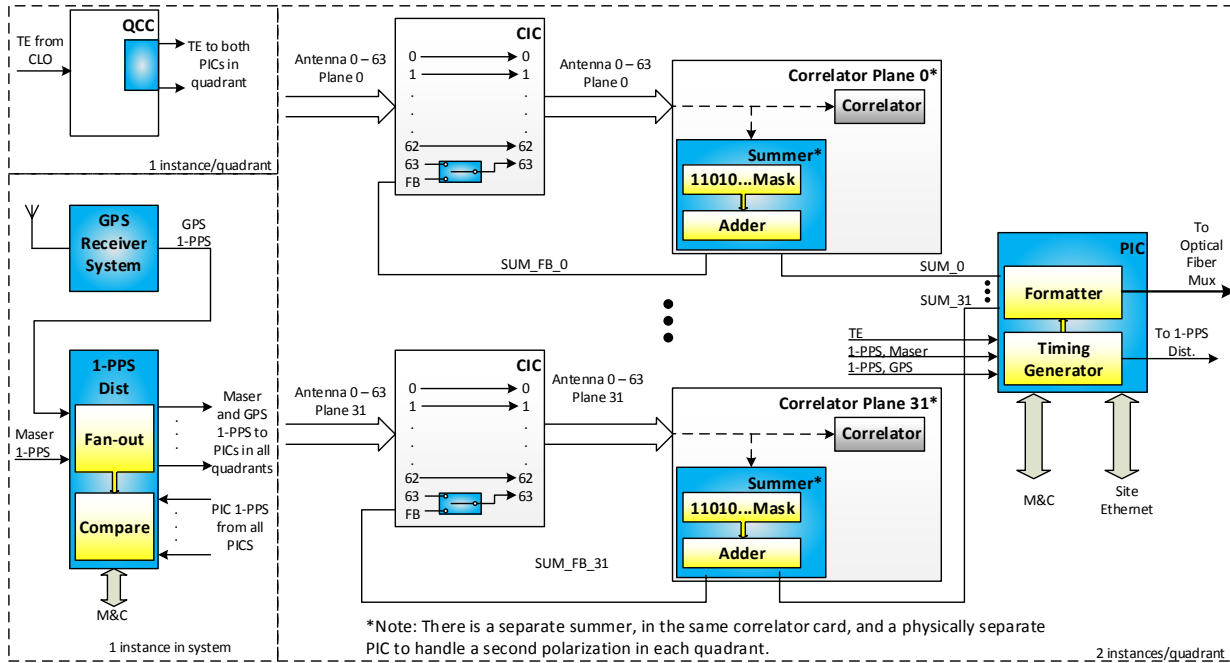 QCC
TE from
CLO
TE to both
PICs in
quadrant
1 instance/quadrant
GPS
Receiver
System
GPS
1-PPS
1-PPS
Dist
Fan-out
Compare
Maser
1-PPS
Maser
and GPS
1-PPS to
PICs in all
quadrants
PIC 1-PPS
from all
PICS
M&C
1 instance in system
Antenna 0 – 63
Plane 0
CIC
0 0
1 1
62 62
63 63
FB
Antenna 0 – 63
Plane 0
Correlator Plane 0*
Correlator
Summer*
11010...Mask
Adder
SUM_FB_0
SUM_0
SUM_31
Antenna 0 – 63
Plane 31
CIC
0 0
1 1
62 62
63 63
FB
Antenna 0 – 63
Plane 31
Correlator Plane 31*
Correlator
Summer*
11010...Mask
Adder
SUM_FB_31
PIC
Formatter
Timing
Generator
TE
1-PPS, Maser
1-PPS, GPS
To
Optical
Fiber
Mux
To 1-PPS
Dist.
M&C
Site
Ethernet
*Note: There is a separate summer, in the same correlator card, and a physically separate
PIC to handle a second polarization in each quadrant.
2 instances/quadrant